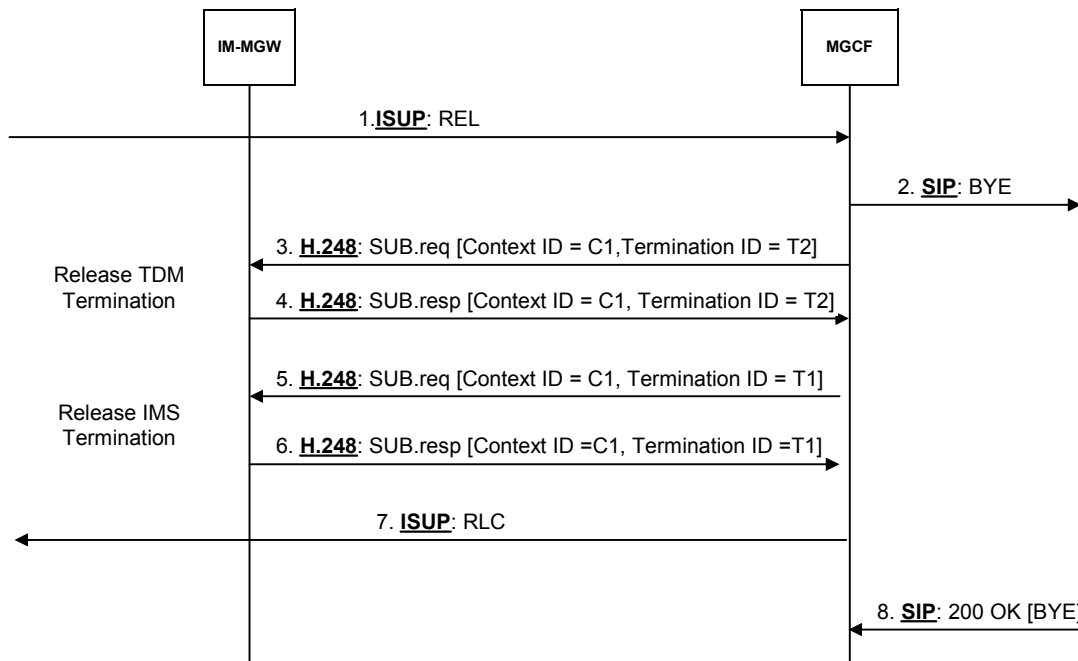 IM-MGW
MGCF
1.ISUP: REL
2. SIP: BYE
3. H.248: SUB.req [Context ID = C1,Termination ID = T2]
Release TDM
Termination
4. H.248: SUB.resp [Context ID = C1, Termination ID = T2]
5. H.248: SUB.req [Context ID = C1, Termination ID = T1]
Release IMS
Termination
6. H.248: SUB.resp [Context ID =C1, Termination ID =T1]
7. ISUP: RLC
8. SIP: 200 OK [BYE]